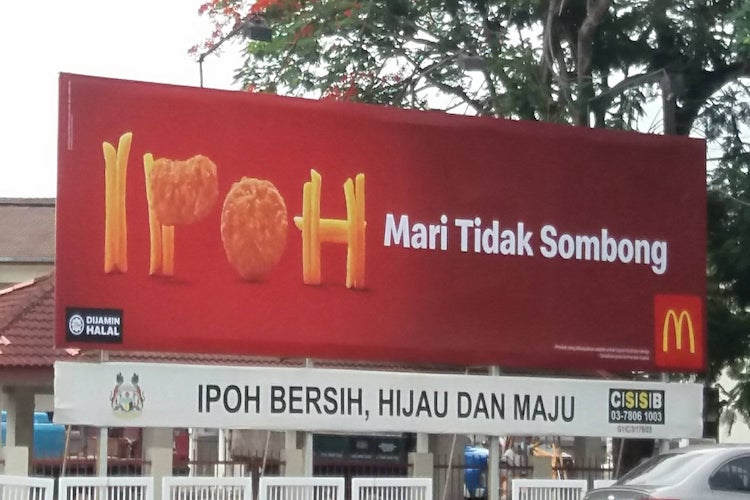 IPOH
Mari Tidak Sombong
DIJAMIN
HALAL
IPOH BERSIH, HIJAU DAN MAJU
CSSB
03-7806 1003